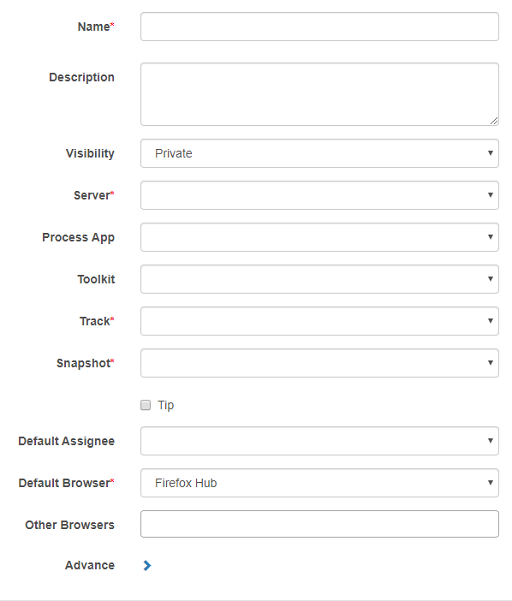 Name*
Description
Visibility Private
Server*
Process App
Toolkit
Track*
Snapshot*
Tip
Default Assignee
Default Browser* Firefox Hub
Other Browsers
Advance